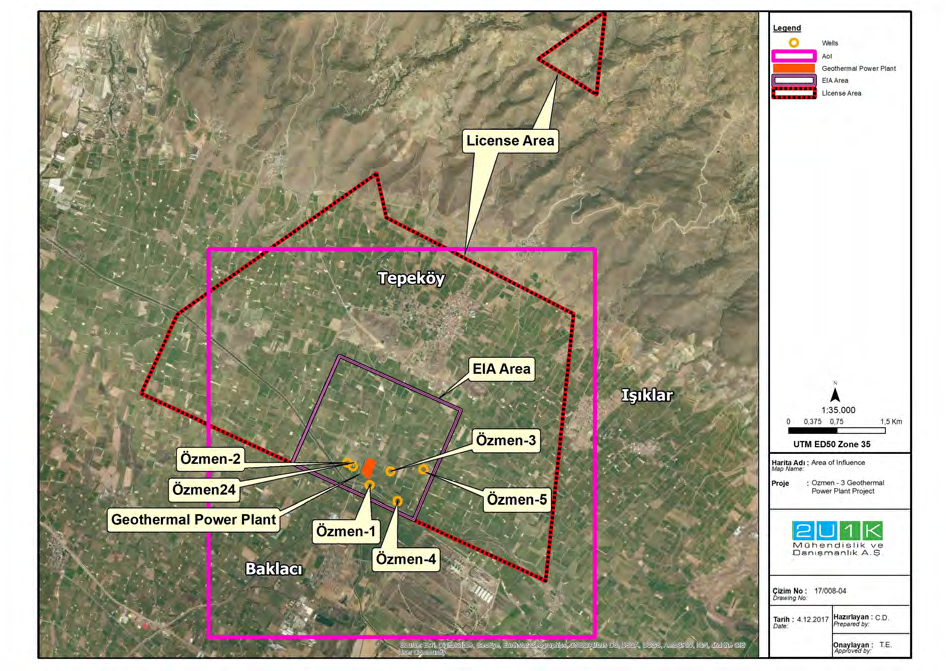 License Area
Tepeköy
EIA Area
Işıklar
Özmen-3
Özmen-2
Özmen24
Özmen-5
Geothermal Power Plant
Özmen-1
Özmen-4
Baklacı
Legend
Wells
AoI
Geothermal Power Plant
EIA Area
License Area
N
1:35.000
0 0,375 0,75 1,5 Km
UTM ED50 Zone 35
Harita Adı : Area of Influence
Map Name:
Proje : Ozmen - 3 Geothermal
Power Plant Project
2U1K
Mühendislik ve
Danışmanlık A.Ş
Çizim No : 17/008-04
Drawing No:
Tarih : 4.12.2017
Date:
Hazırlayan : C.D.
Prepared by:
Onaylayan : T.E.
Approved by: